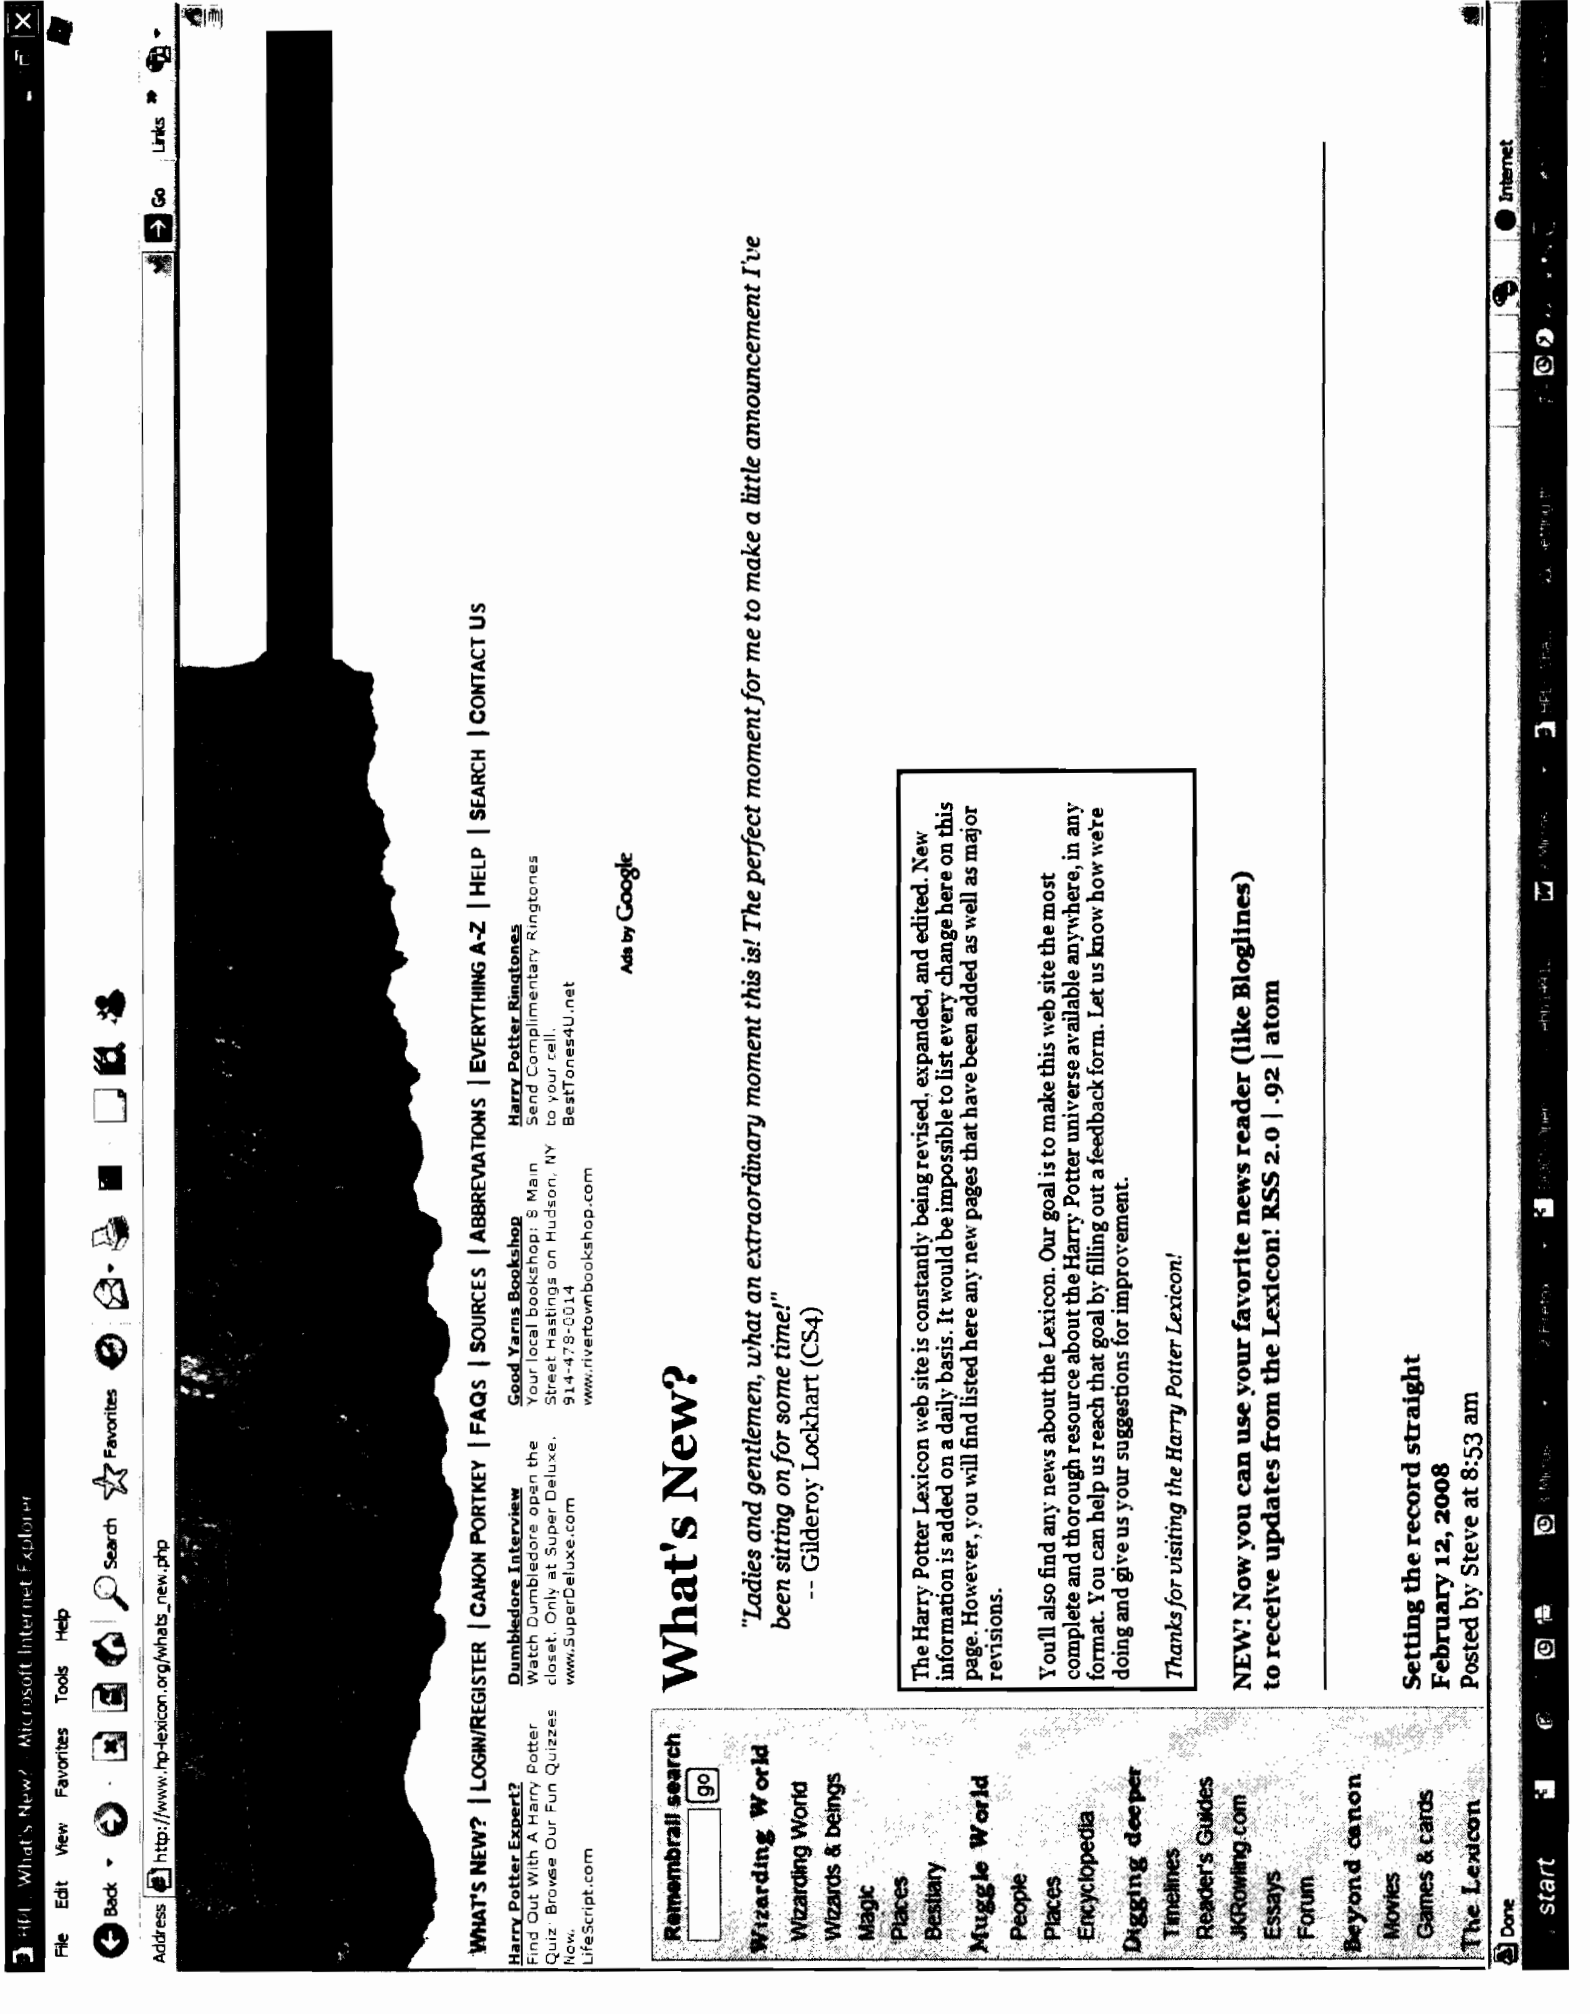 HPL: What's New? - Microsoft Internet Explorer
File Edit View Favorites Tools Help
Back Search Favorites
Address http://www.hp-lexicon.org/whats_new.php Go Links »
WHAT'S NEW? | LOGIN/REGISTER | CANON PORTKEY | FAQS | SOURCES | ABBREVIATIONS | EVERYTHING A-Z | HELP | SEARCH | CONTACT US
Harry Potter Expert?
Find Out With A Harry Potter
Quiz Browse Our Fun Quizzes
Now.
LifeScript.com
Dumbledore Interview
Watch Dumbledore open the
closet. Only at Super Deluxe.
www.SuperDeluxe.com
Good Yarns Bookshop
Your local bookshop: 8 Main
Street Hastings on Hudson, NY
914-478-0014
www.rivertownbookshop.com
Harry Potter Ringtones
Send Complimentary Ringtones
to your cell.
BestTones4U.net
Ads by Google
Remembrall search
go
Wizarding World
Wizarding World
Wizards & beings
Magic
Places
Bestiary
Muggle World
People
Places
Encyclopedia
Digging deeper
Timelines
Reader's Guides
JKRowling.com
Essays
Forum
Beyond canon
Movies
Games & cards
The Lexicon
What's New?
"Ladies and gentlemen, what an extraordinary moment this is! The perfect moment for me to make a little announcement I've
been sitting on for some time!"
-- Gilderoy Lockhart (CS4)
The Harry Potter Lexicon web site is constantly being revised, expanded, and edited. New
information is added on a daily basis. It would be impossible to list every change here on this
page. However, you will find listed here any new pages that have been added as well as major
revisions.
You'll also find any news about the Lexicon. Our goal is to make this web site the most
complete and thorough resource about the Harry Potter universe available anywhere, in any
format. You can help us reach that goal by filling out a feedback form. Let us know how we're
doing and give us your suggestions for improvement.
Thanks for visiting the Harry Potter Lexicon!
NEW! Now you can use your favorite news reader (like Bloglines)
to receive updates from the Lexicon! RSS 2.0 | .92 | atom
Setting the record straight
February 12, 2008
Posted by Steve at 8:53 am
Done Internet
start